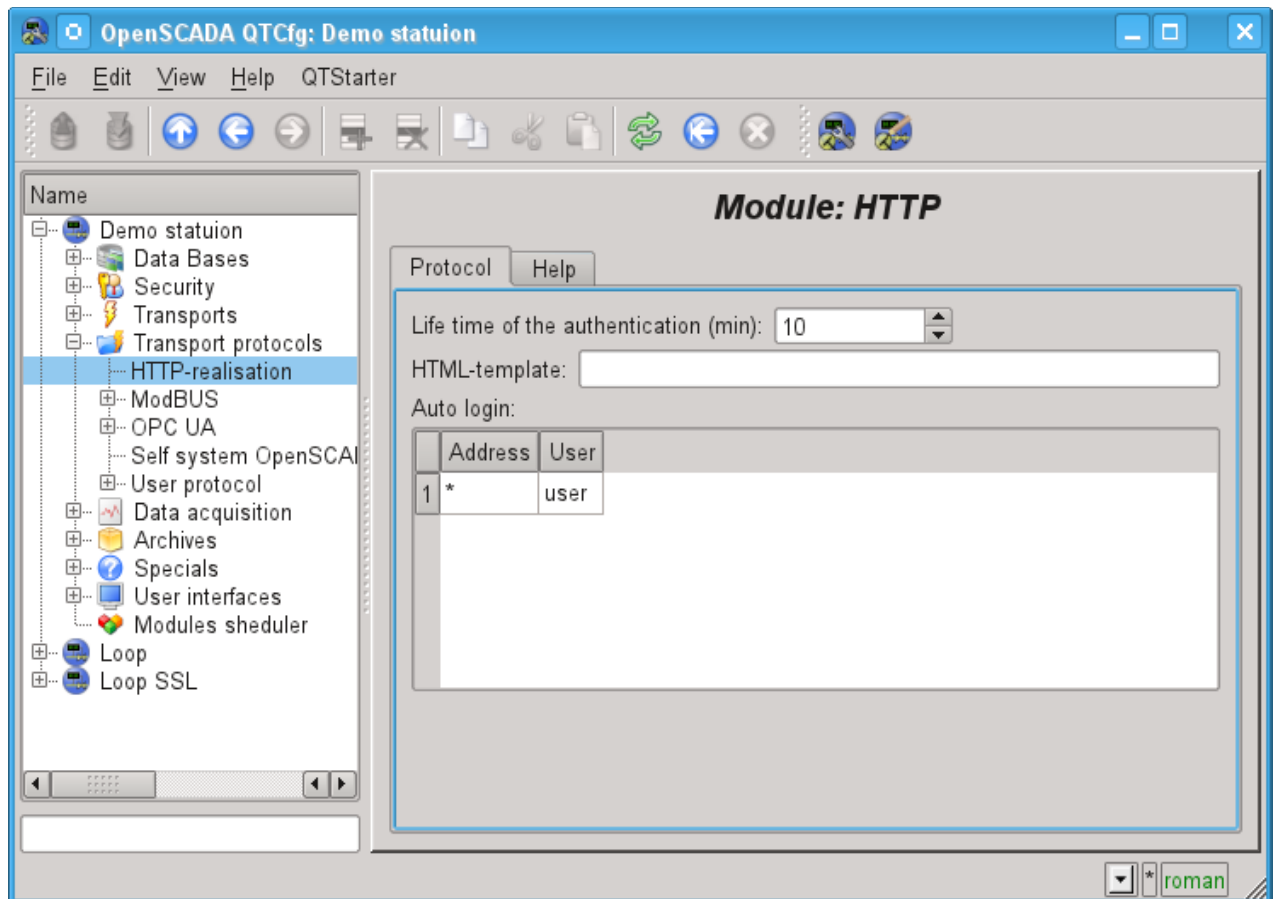 OpenSCADA QTCfg: Demo statuion
File Edit View Help QTStarter
Name
Demo statuion
Data Bases
Security
Transports
Transport protocols
HTTP-realisation
ModBUS
OPC UA
Self system OpenSCA
User protocol
Data acquisition
Archives
Specials
User interfaces
Modules sheduler
Loop
Loop SSL
Module: HTTP
Protocol Help
Life time of the authentication (min): 10
HTML-template:
Auto login:
Address User
1 * user
* roman